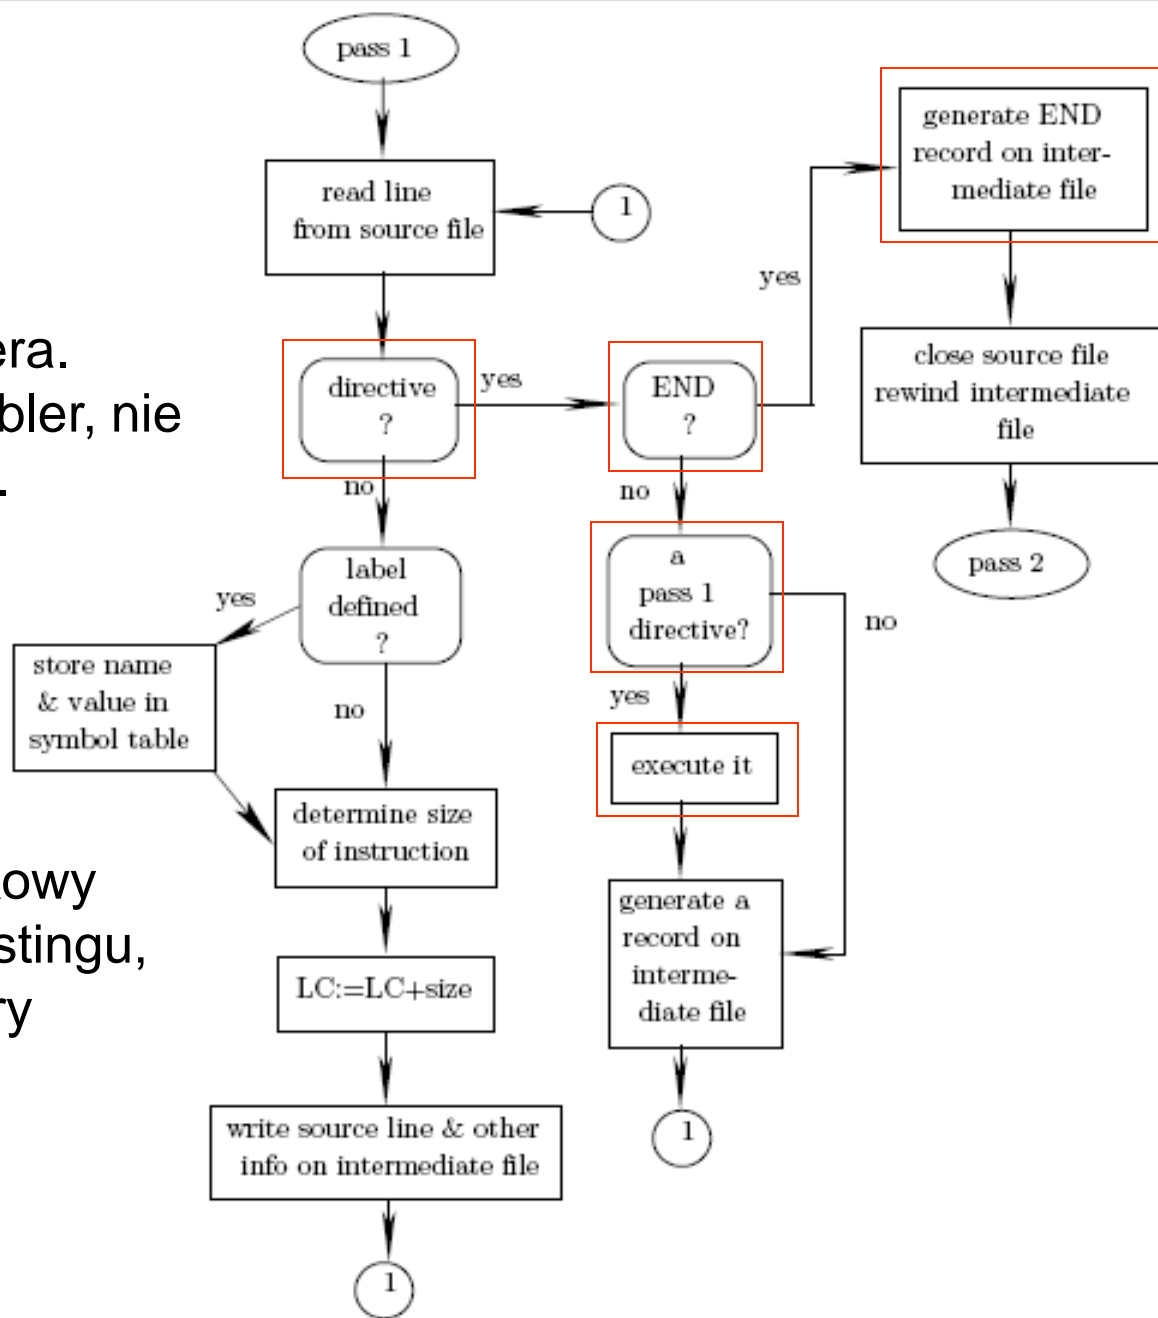 pass 1
read line
from source file
1
directive
?
yes
no
END
?
yes
no
generate END
record on inter-
mediate file
close source file
rewind intermediate
file
pass 2
a
pass 1
directive?
no
yes
execute it
generate a
record on
interme-
diate file
1
label
defined
?
yes
no
store name
& value in
symbol table
determine size
of instruction
LC:=LC+size
write source line & other
info on intermediate file
1
era.
bler, nie
.
owy
stingu,
ry